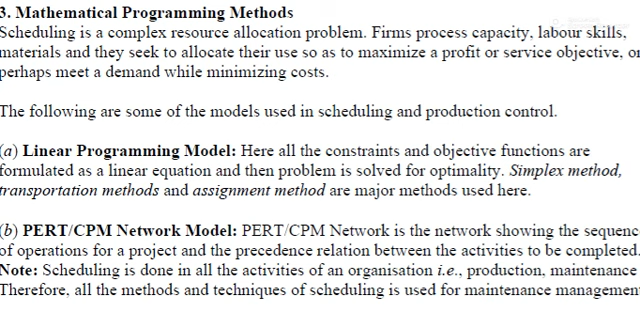 3. Mathematical Programming Methods
Scheduling is a complex resource allocation problem. Firms process capacity, labour skills,
materials and they seek to allocate their use so as to maximize a profit or service objective, or
perhaps meet a demand while minimizing costs.
The following are some of the models used in scheduling and production control.
(a) Linear Programming Model: Here all the constraints and objective functions are
formulated as a linear equation and then problem is solved for optimality. Simplex method,
transportation methods and assignment method are major methods used here.
(b) PERT/CPM Network Model: PERT/CPM Network is the network showing the sequenc
of operations for a project and the precedence relation between the activities to be completed.
Note: Scheduling is done in all the activities of an organisation i.e., production, maintenance
Therefore, all the methods and techniques of scheduling is used for maintenance managemen